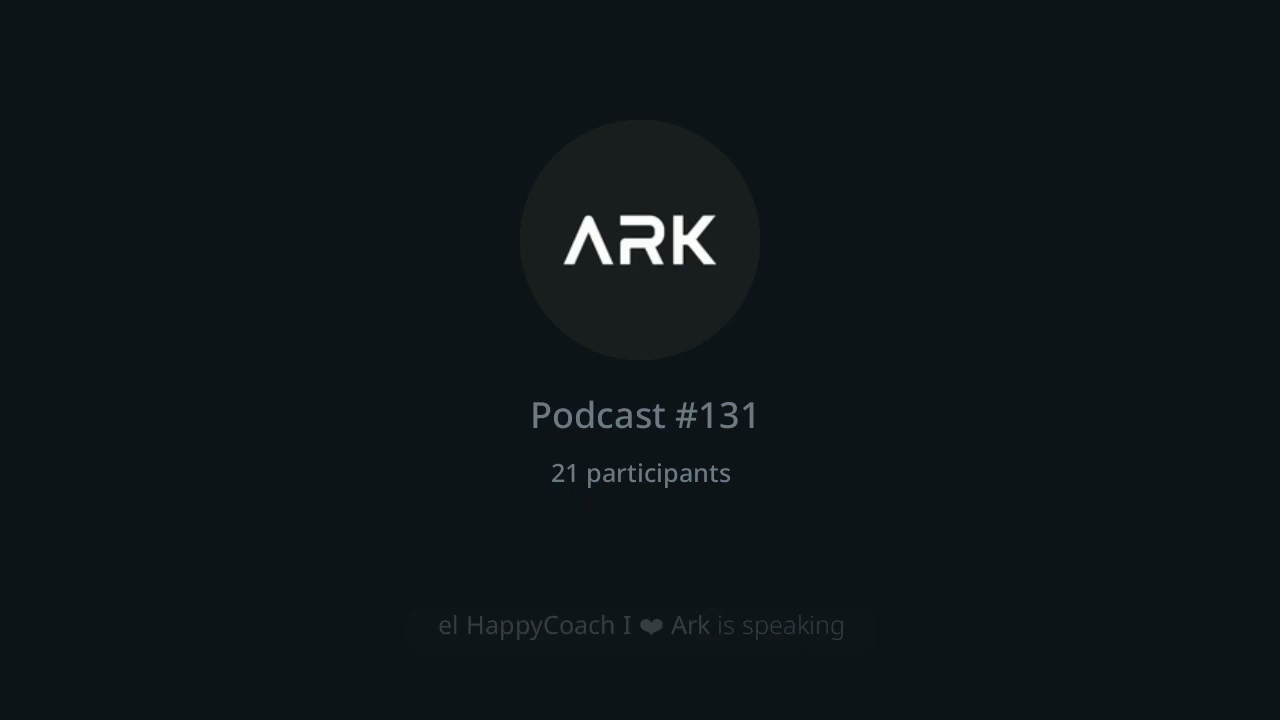 ARK
Podcast #131
21 participants
el HappyCoach I ❤ Ark is speaking